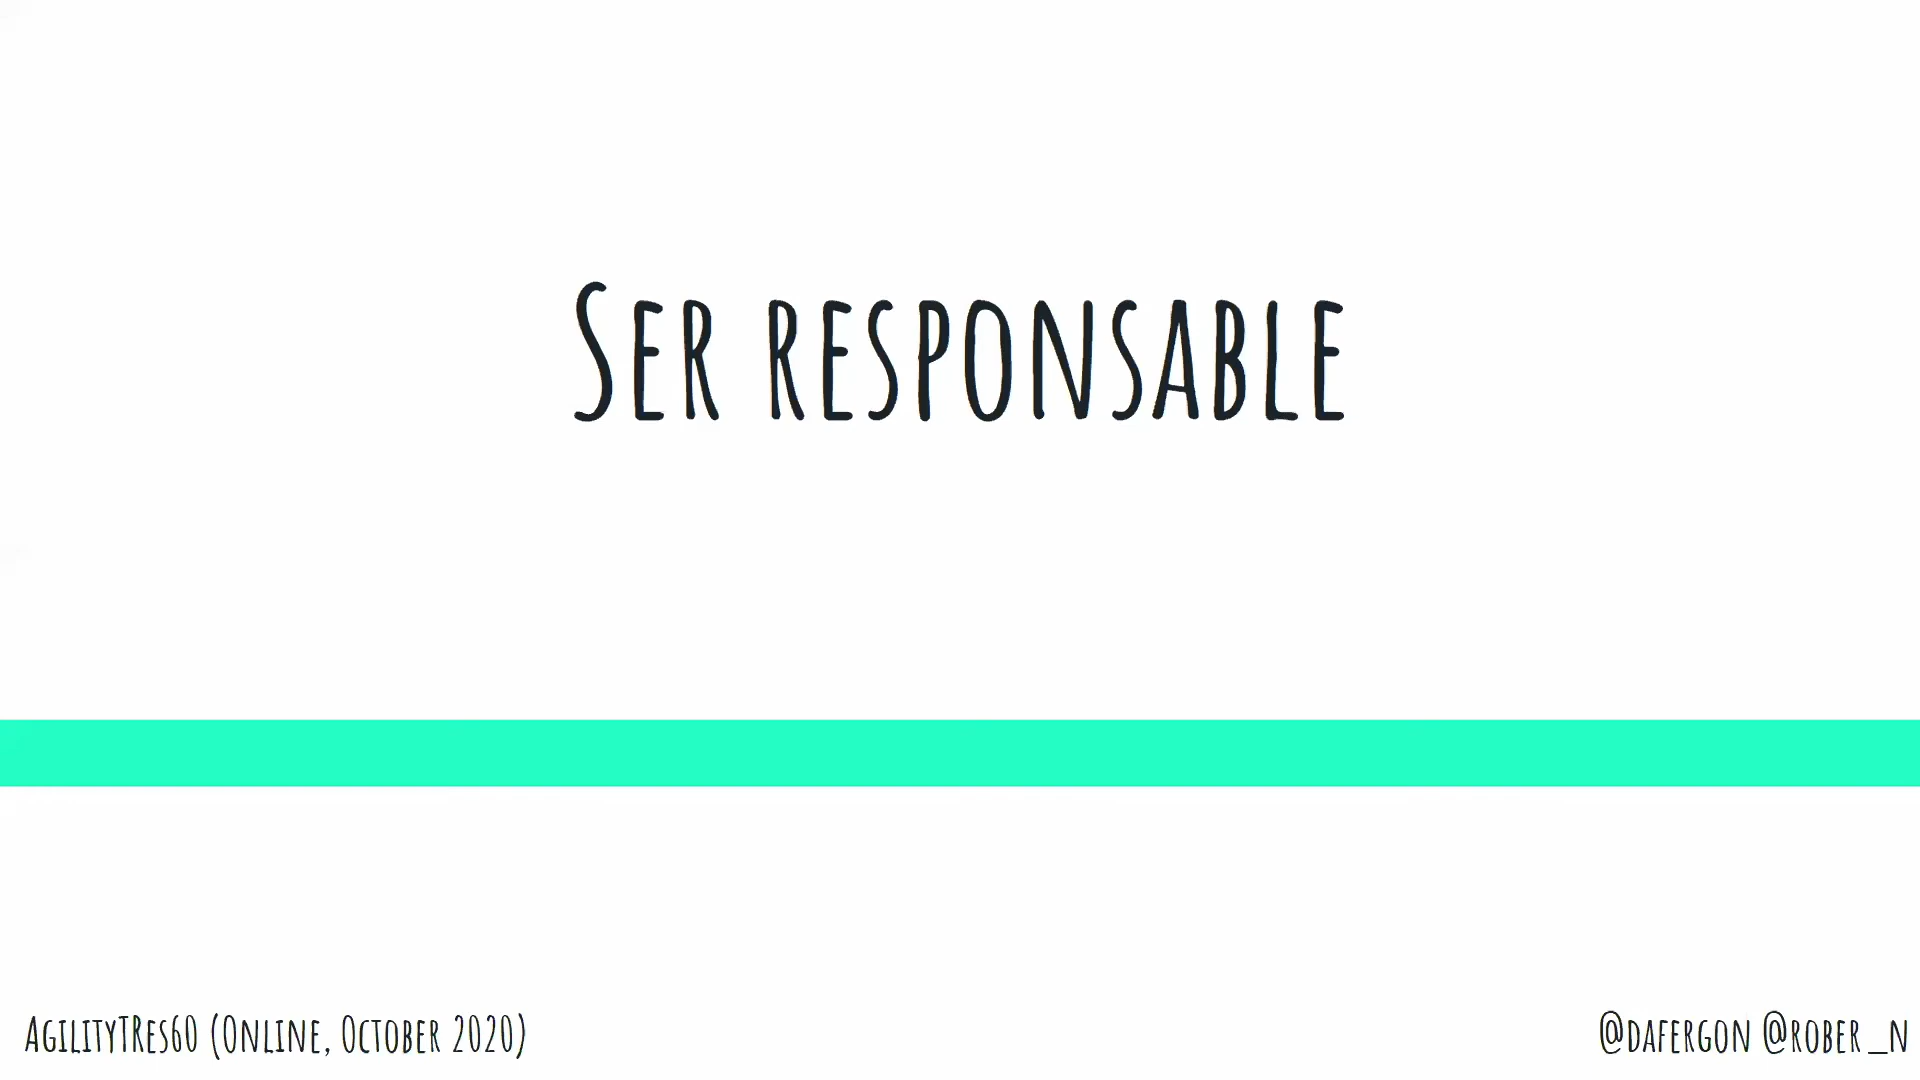 Ser responsable
AgilityTRes60 (Online, October 2020)
@dafergon @rober_n